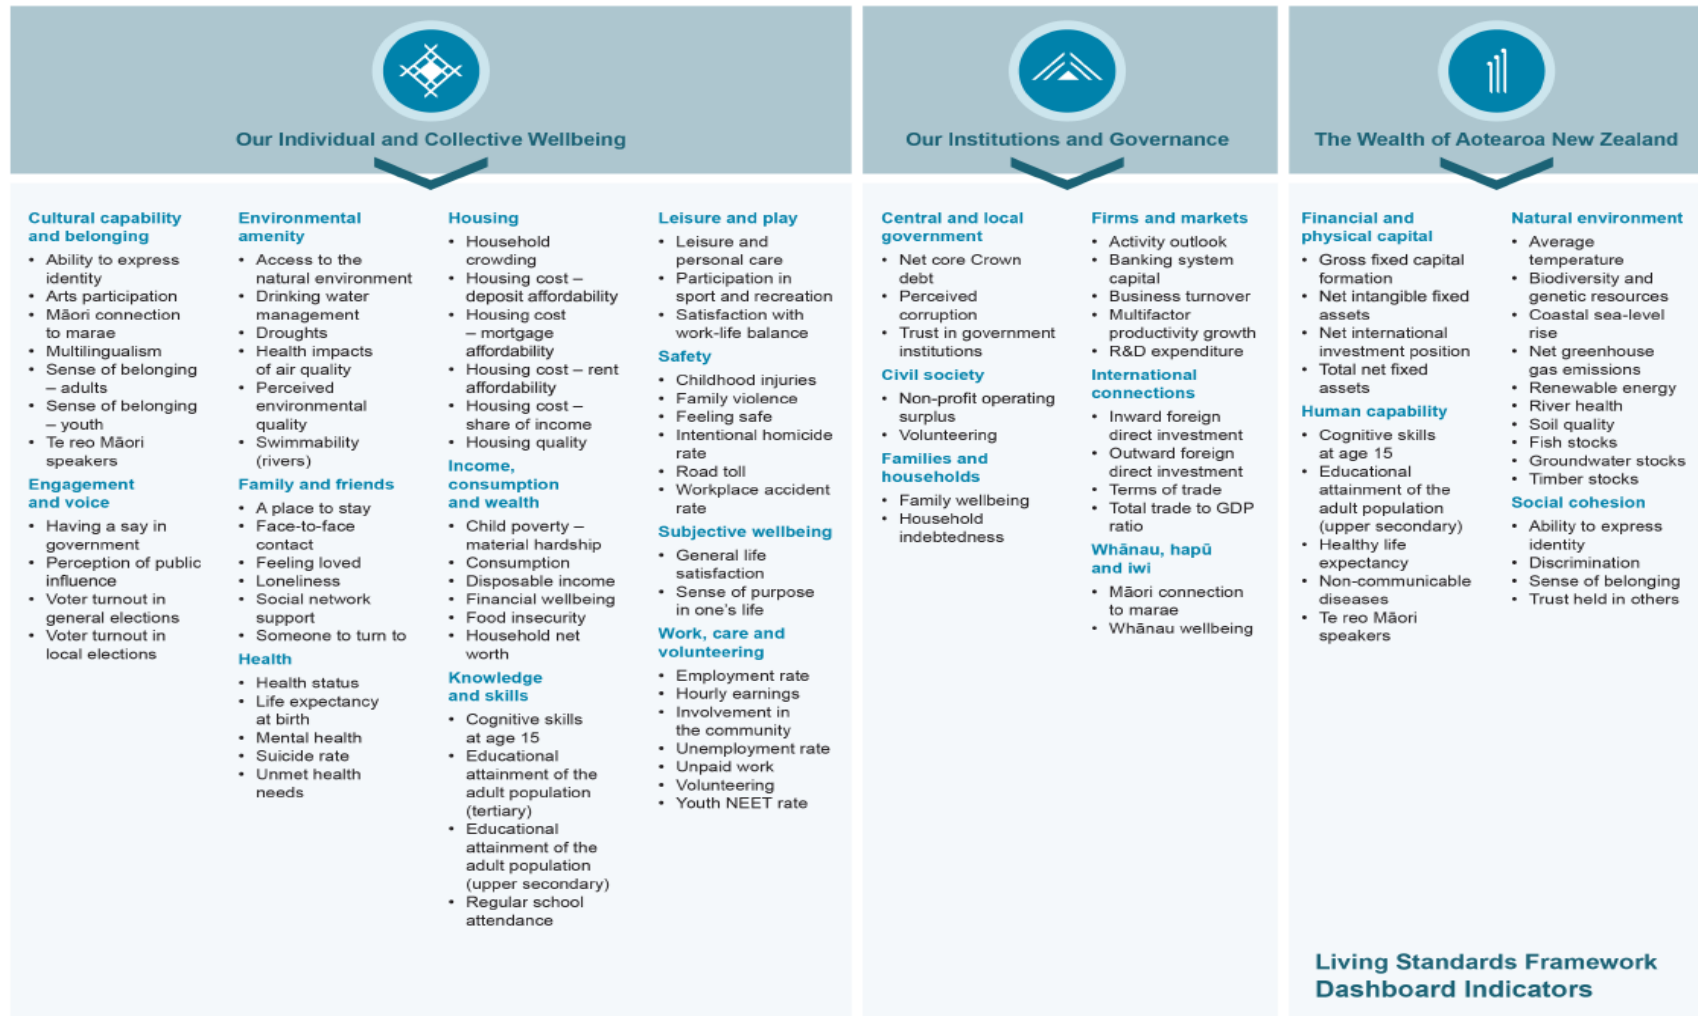 Our Individual and Collective Wellbeing
Cultural capability
and belonging
• Ability to express
identity
• Arts participation
• Māori connection
to marae
• Multilingualism
• Sense of belonging
– adults
• Sense of belonging
– youth
• Te reo Māori
speakers
Engagement
and voice
• Having a say in
government
• Perception of public
influence
• Voter turnout in
general elections
• Voter turnout in
local elections
Environmental
amenity
• Access to the
natural environment
• Drinking water
management
• Droughts
• Health impacts
of air quality
• Perceived
environmental
quality
• Swimmability
(rivers)
Family and friends
• A place to stay
• Face-to-face
contact
• Feeling loved
• Loneliness
• Social network
support
• Someone to turn to
Health
• Health status
• Life expectancy
at birth
• Mental health
• Suicide rate
• Unmet health
needs
Housing
• Household
crowding
• Housing cost –
deposit affordability
• Housing cost
– mortgage
affordability
• Housing cost – rent
affordability
• Housing cost –
share of income
• Housing quality
Income,
consumption
and wealth
• Child poverty –
material hardship
• Consumption
• Disposable income
• Financial wellbeing
• Food insecurity
• Household net
worth
Knowledge
and skills
• Cognitive skills
at age 15
• Educational
attainment of the
adult population
(tertiary)
• Educational
attainment of the
adult population
(upper secondary)
• Regular school
attendance
Leisure and play
• Leisure and
personal care
• Participation in
sport and recreation
• Satisfaction with
work-life balance
Safety
• Childhood injuries
• Family violence
• Feeling safe
• Intentional homicide
rate
• Road toll
• Workplace accident
rate
Subjective wellbeing
• General life
satisfaction
• Sense of purpose
in one's life
Work, care and
volunteering
• Employment rate
• Hourly earnings
• Involvement in
the community
• Unemployment rate
• Unpaid work
• Volunteering
• Youth NEET rate
Our Institutions and Governance
Central and local
government
• Net core Crown
debt
• Perceived
corruption
• Trust in government
institutions
Civil society
• Non-profit operating
surplus
• Volunteering
Families and
households
• Family wellbeing
• Household
indebtedness
Firms and markets
• Activity outlook
• Banking system
capital
• Business turnover
• Multifactor
productivity growth
• R&D expenditure
International
connections
• Inward foreign
direct investment
• Outward foreign
direct investment
• Terms of trade
• Total trade to GDP
ratio
Whānau, hapū
and iwi
• Māori connection
to marae
• Whānau wellbeing
The Wealth of Aotearoa New Zealand
Financial and
physical capital
• Gross fixed capital
formation
• Net intangible fixed
assets
• Net international
investment position
• Total net fixed
assets
Human capability
• Cognitive skills
at age 15
• Educational
attainment of the
adult population
(upper secondary)
• Healthy life
expectancy
• Non-communicable
diseases
• Te reo Māori
speakers
Natural environment
• Average
temperature
• Biodiversity and
genetic resources
• Coastal sea-level
rise
• Net greenhouse
gas emissions
• Renewable energy
• River health
• Soil quality
• Fish stocks
• Groundwater stocks
• Timber stocks
Social cohesion
• Ability to express
identity
• Discrimination
• Sense of belonging
• Trust held in others
Living Standards Framework
Dashboard Indicators